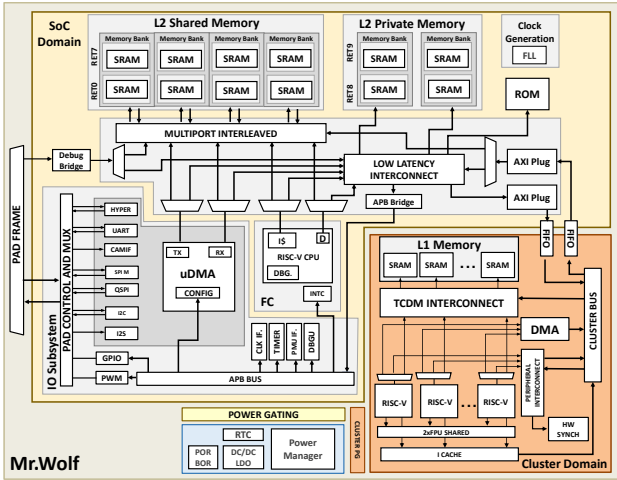 SoC
Domain
L2 Shared Memory
Memory Bank
Memory Bank
Memory Bank
Memory Bank
RET7
SRAM
SRAM
SRAM
SRAM
RET0
SRAM
SRAM
SRAM
SRAM
L2 Private Memory
Memory Bank
Memory Bank
RET9
SRAM
SRAM
RET8
SRAM
SRAM
Clock
Generation
FLL
ROM
MULTIPORT INTERLEAVED
Debug
Bridge
LOW LATENCY
INTERCONNECT
AXI Plug
AXI Plug
APB Bridge
PAD FRAME
IO Subsystem
PAD CONTROL AND MUX
HYPER
UART
CAMIF
SPI M
QSPI
I2C
I2S
GPIO
PWM
TX
RX
uDMA
CONFIG
I$
D
RISC-V CPU
DBG.
INTC
FC
CLK IF.
TIMER
PMU IF.
DBGU
APB BUS
FIFO
FIFO
L1 Memory
SRAM
SRAM
...
SRAM
TCDM INTERCONNECT
CLUSTER BUS
DMA
PERIPHERAL
INTERCONNECT
RISC-V
RISC-V
...
RISC-V
2xFPU SHARED
HW
SYNCH
I CACHE
Cluster Domain
CLUSTER PG
POWER GATING
RTC
POR
BOR
DC/DC
LDO
Power
Manager
Mr.Wolf